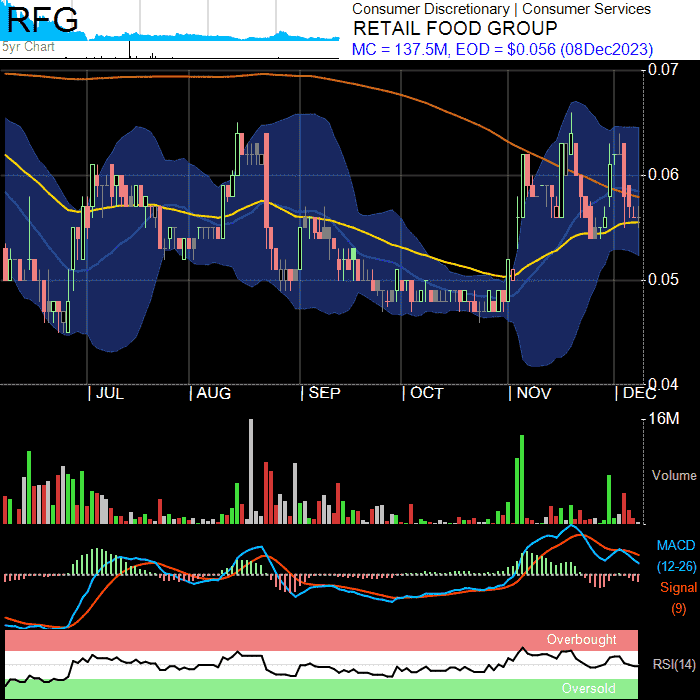 RFG
5yr Chart
Consumer Discretionary | Consumer Services
RETAIL FOOD GROUP
MC = 137.5M, EOD = $0.056 (08Dec2023)
0.07
0.06
0.05
0.04
JUL
AUG
SEP
OCT
NOV
DEC
16M
Volume
MACD
(12-26)
Signal
(9)
Overbought
RSI(14)
Oversold